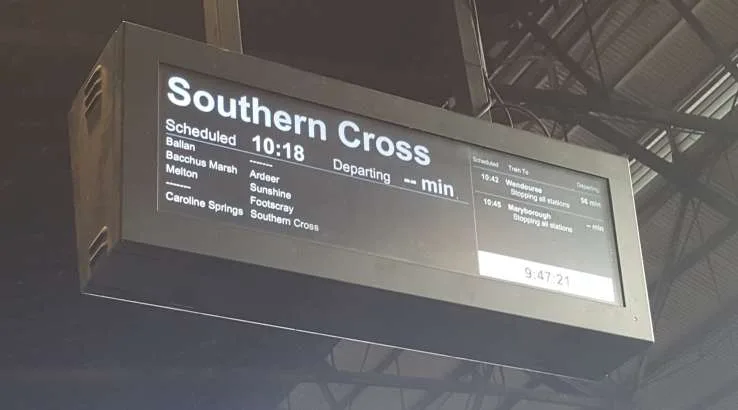 Southern Cross
Scheduled 10:18 Departing -- min
Ballan
Bacchus Marsh
Melton
------
Caroline Springs
------
Ardeer
Sunshine
Footscray
Southern Cross
Scheduled Train To Departing
10:42 Wendouree 56 min
Stopping all stations
10:45 Maryborough -- min
Stopping all stations
9:47:21